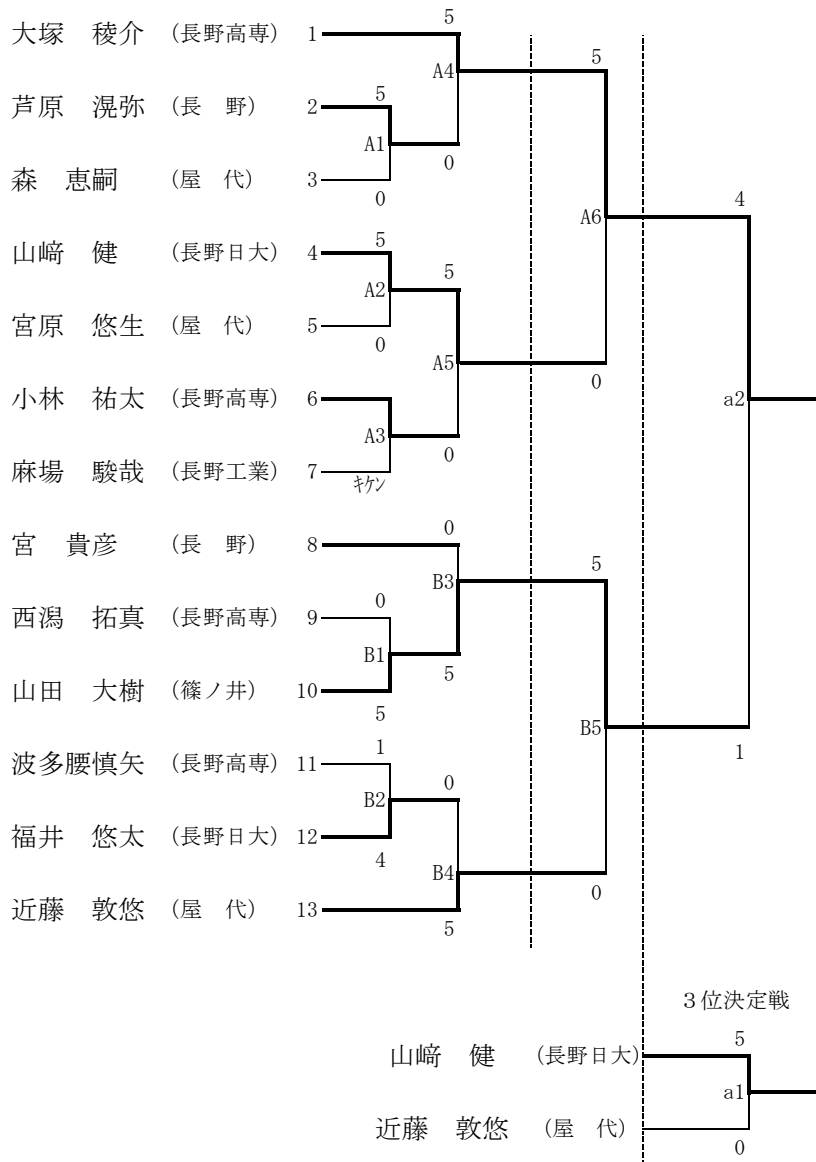 5
大塚 稜介 (長野高専) 1
5
A4
芦原 滉弥 (長 野) 2 5
A1
0
森 恵嗣 (屋 代) 3
0
4
A6
山﨑 健 (長野日大) 4 5
5
A2
宮原 悠生 (屋 代) 5
0
A5
0
小林 祐太 (長野高専) 6
a2
A3
0
麻場 駿哉 (長野工業) 7
キケン
0
宮 貴彦 (長 野) 8
5
B3
0
西潟 拓真 (長野高専) 9
B1
5
山田 大樹 (篠ノ井) 10
5
B5
1
1
波多腰慎矢 (長野高専) 11
0
B2
福井 悠太 (長野日大) 12
4
B4
0
近藤 敦悠 (屋 代) 13
5
3位決定戦
5
山﨑 健 (長野日大)
a1
近藤 敦悠 (屋 代)
0